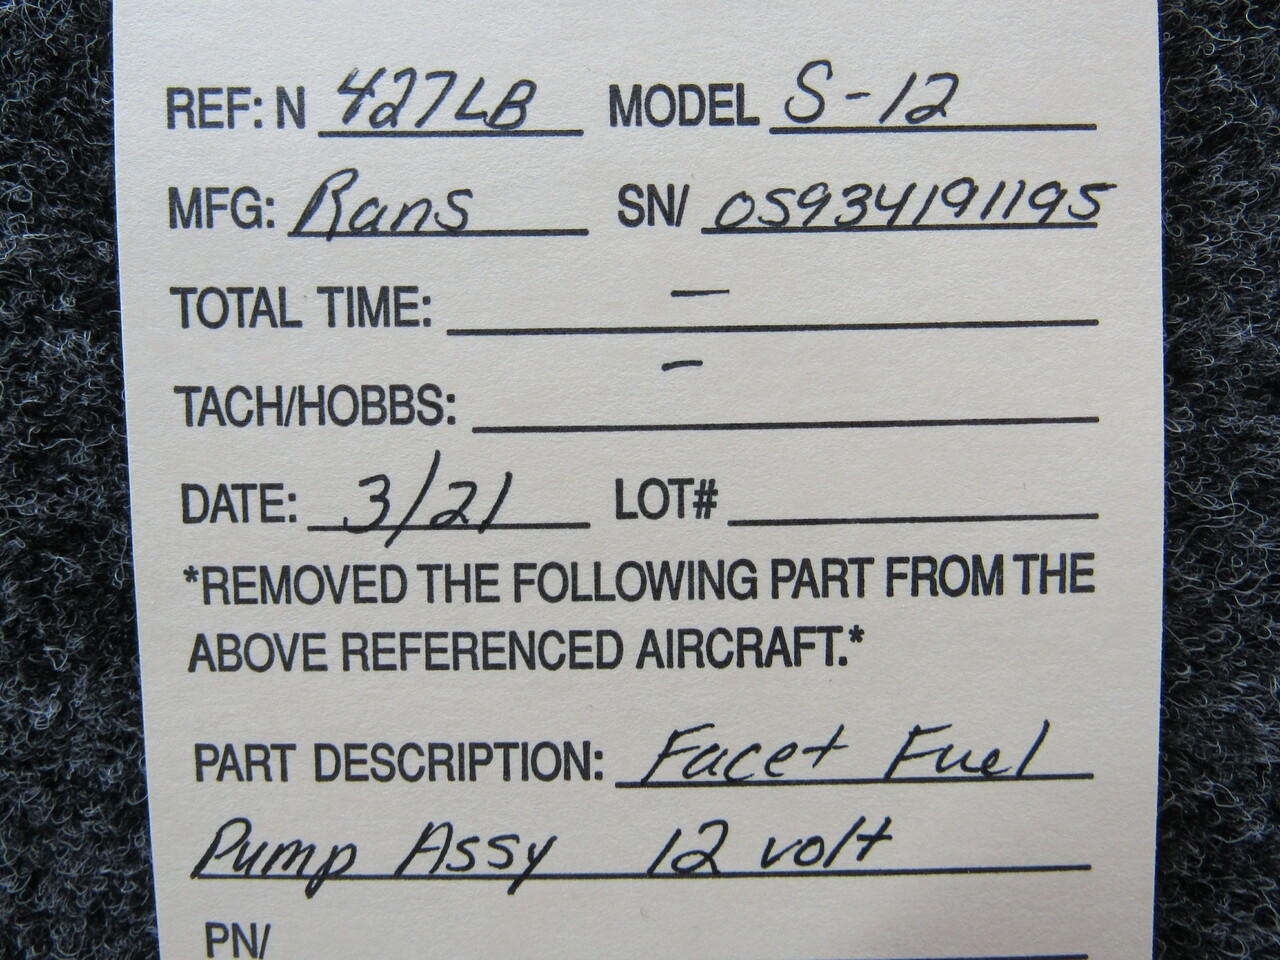 REF: N 427LB MODEL S-12
MFG: Rans SN/ 05934191195
TOTAL TIME: —
TACH/HOBBS: –
DATE: 3/21 LOT#
*REMOVED THE FOLLOWING PART FROM THE
ABOVE REFERENCED AIRCRAFT.*
PART DESCRIPTION: Facet Fuel
Pump Assy 12 volt
PN/